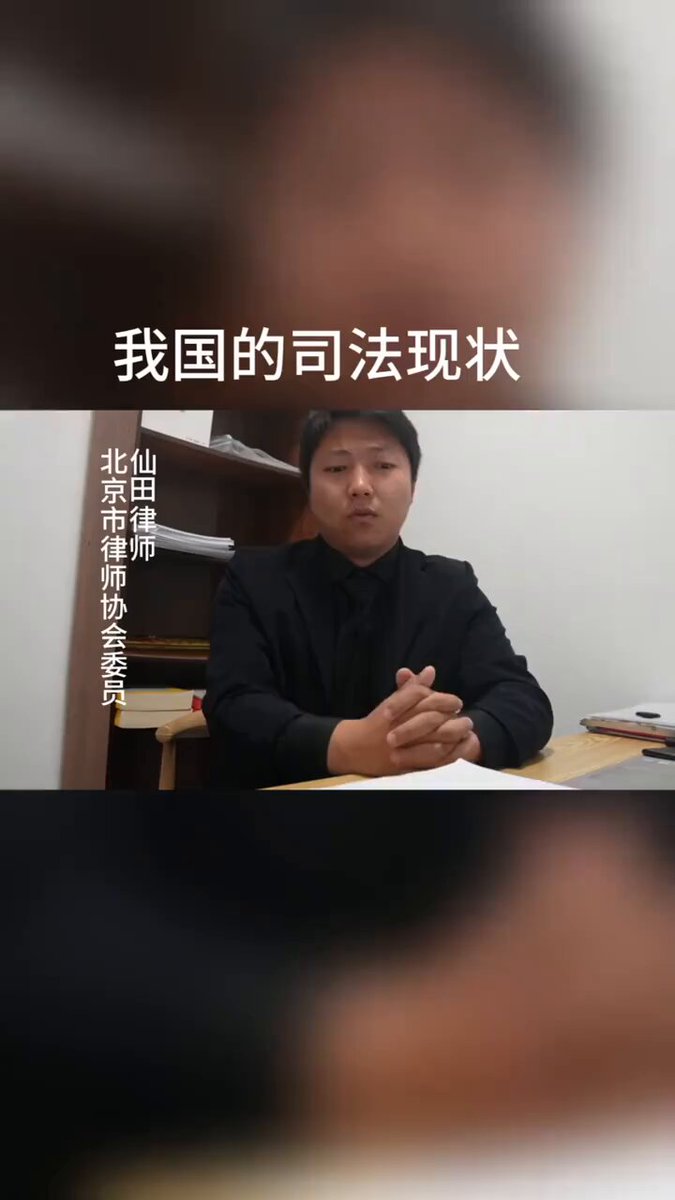 我国的司法现状
仙田律师
北京市律师协会委员